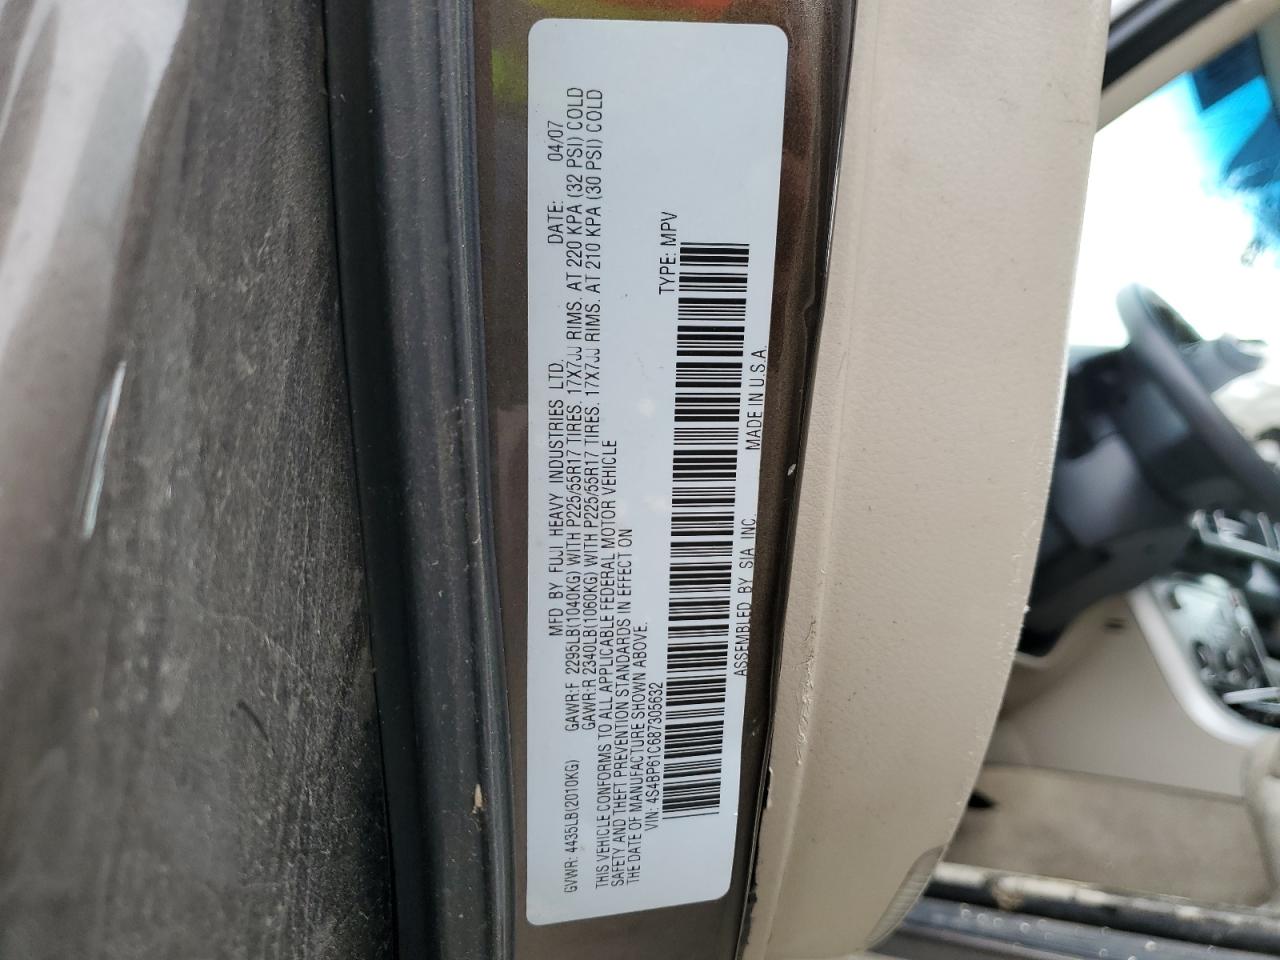 MFD BY FUJI HEAVY INDUSTRIES LTD. DATE: 04/07
GVWR: 4435LB(2010KG) GAWR:F 2295LB(1040KG) WITH P225/55R17 TIRES. 17X7JJ RIMS. AT 220 KPA (32 PSI) COLD
GAWR:R 2340LB(1060KG) WITH P225/55R17 TIRES. 17X7JJ RIMS. AT 210 KPA (30 PSI) COLD
THIS VEHICLE CONFORMS TO ALL APPLICABLE FEDERAL MOTOR VEHICLE
SAFETY AND THEFT PREVENTION STANDARDS IN EFFECT ON
THE DATE OF MANUFACTURE SHOWN ABOVE.
VIN: 4S4BP61C687305632 TYPE: MPV
ASSEMBLED BY SIA INC. MADE IN U.S.A.